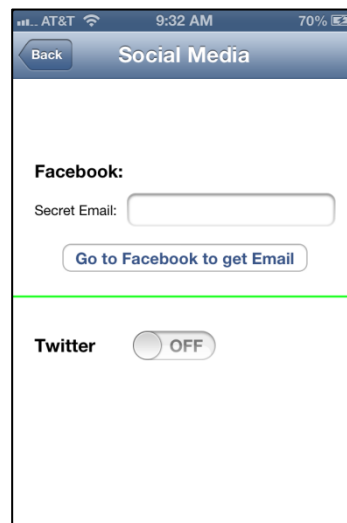 AT&T 9:32 AM 70%
Back Social Media
Facebook:
Secret Email:
Go to Facebook to get Email
Twitter OFF